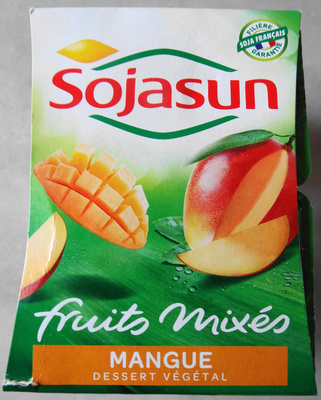 FILIÈRE
SOJA FRANÇAIS
GARANTIE
Sojasun
fruits mixés
MANGUE
DESSERT VÉGÉTAL